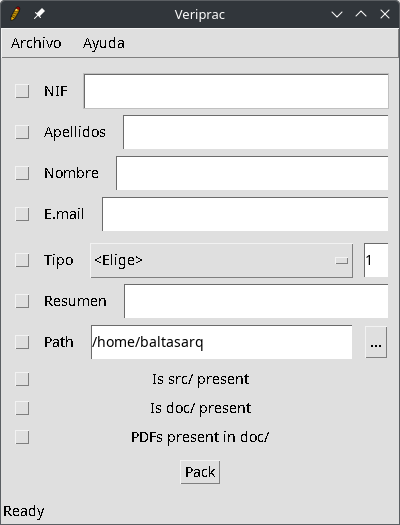 Veriprac
Archivo Ayuda
NIF
Apellidos
Nombre
E.mail
Tipo <Elige> 1
Resumen
Path /home/baltasarq ...
Is src/ present
Is doc/ present
PDFs present in doc/
Pack
Ready